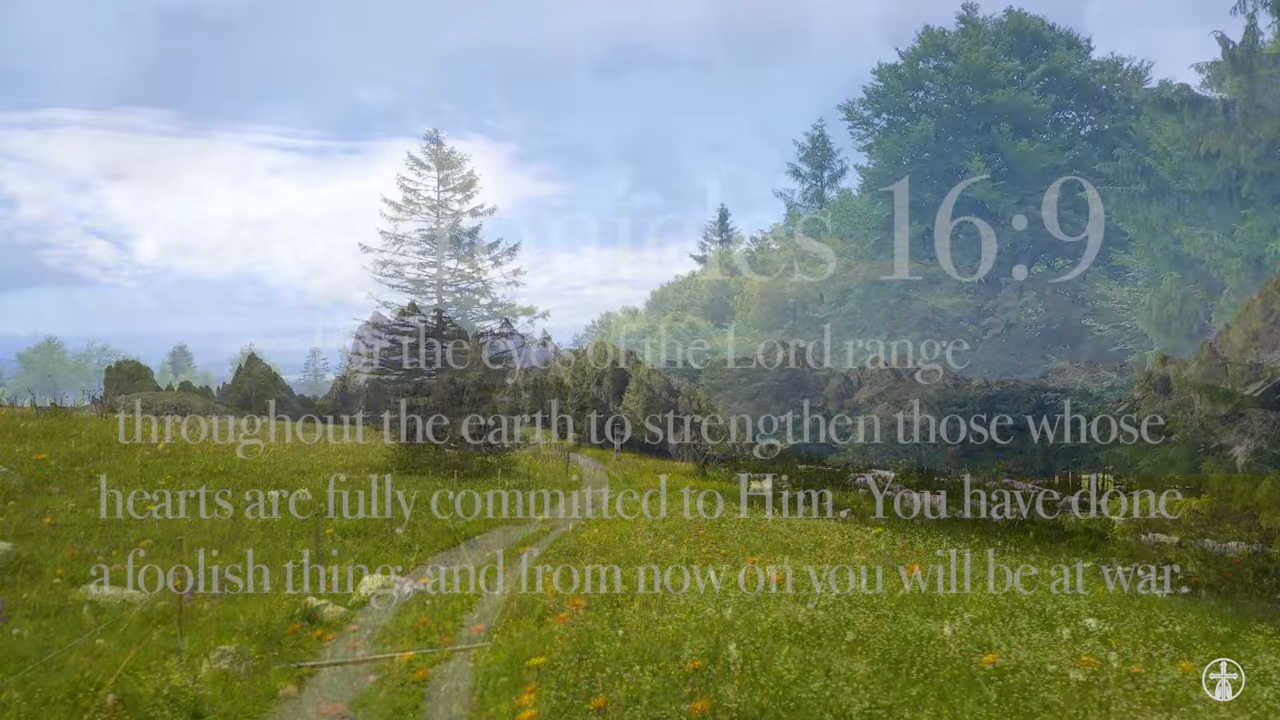 16:9
For the eyes of the Lord range
throughout the earth to strengthen those whose
hearts are fully committed to Him. You have done
a foolish thing, and from now on you will be at war.